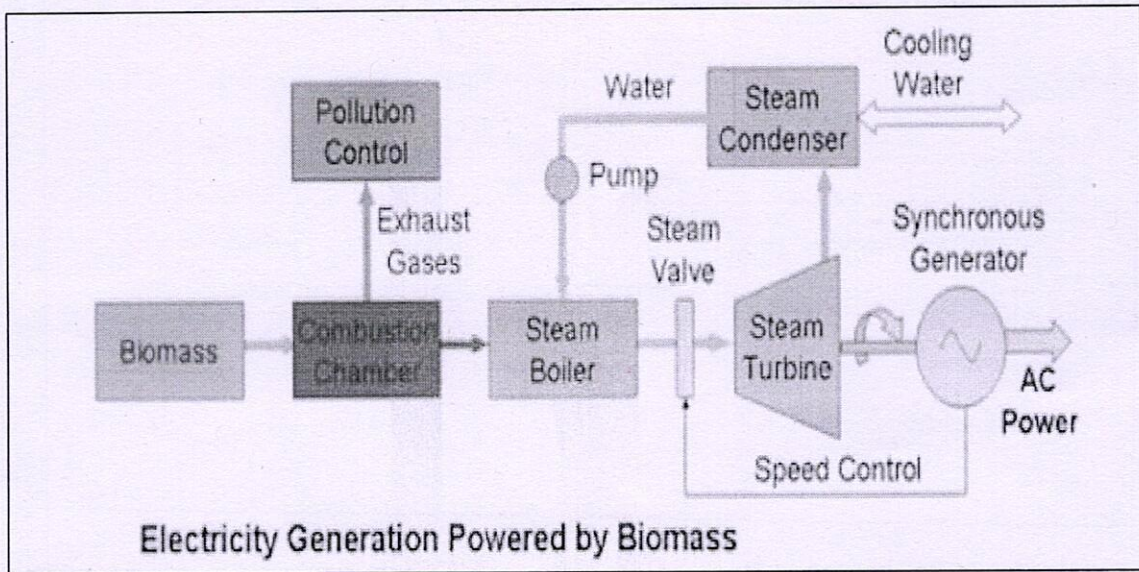 Cooling
Water
Water
Steam
Condenser
Pollution
Control
Pump
Exhaust
Gases
Steam
Valve
Synchronous
Generator
Biomass
Combustion
Chamber
Steam
Boiler
Steam
Turbine
AC
Power
Speed Control
Electricity Generation Powered by Biomass